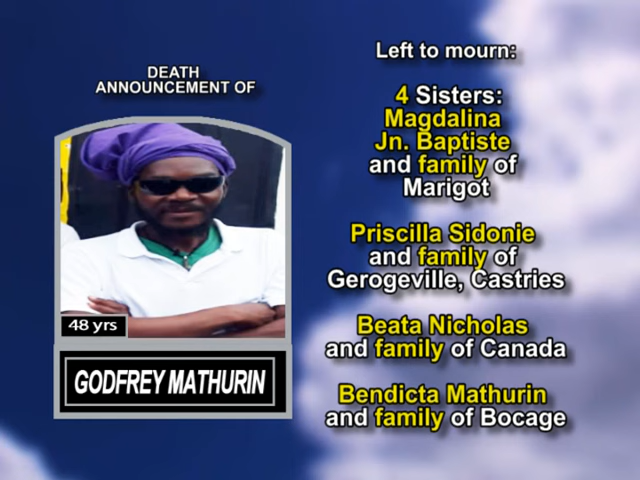 DEATH
ANNOUNCEMENT OF
48 yrs
GODFREY MATHURIN
Left to mourn:
4 Sisters:
Magdalina
Jn. Baptiste
and family of
Marigot
Priscilla Sidonie
and family of
Gerogeville, Castries
Beata Nicholas
and family of Canada
Bendicta Mathurin
and family of Bocage